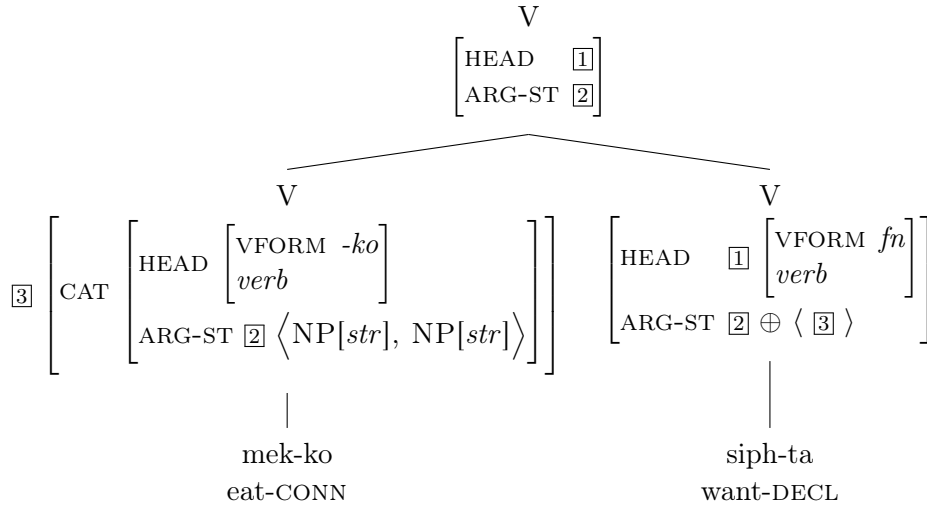 V
[HEAD [1]
ARG-ST [2]]
V
[3] [CAT [HEAD [VFORM -ko
verb]
ARG-ST [2] ⟨NP[str], NP[str]⟩]]
V
[HEAD [1] [VFORM fn
verb]
ARG-ST [2] ⊕ ⟨ [3] ⟩]
mek-ko
eat-CONN
siph-ta
want-DECL